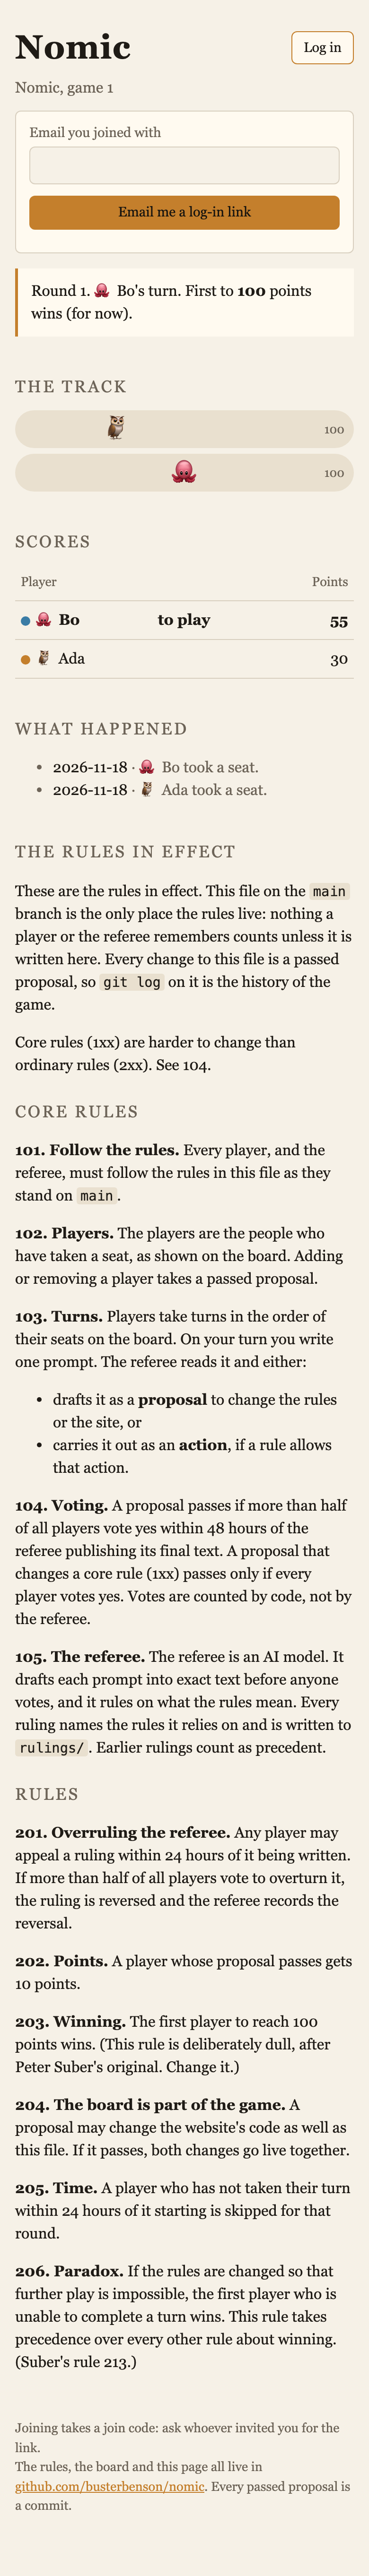 Nomic
Log in
Nomic, game 1
Email you joined with
Email me a log-in link
Round 1. Bo's turn. First to 100 points
wins (for now).
THE TRACK
100
100
SCORES
Player Points
Bo to play 55
Ada 30
WHAT HAPPENED
• 2026-11-18 · Bo took a seat.
• 2026-11-18 · Ada took a seat.
THE RULES IN EFFECT
These are the rules in effect. This file on the main
branch is the only place the rules live: nothing a
player or the referee remembers counts unless it is
written here. Every change to this file is a passed
proposal, so git log on it is the history of the
game.
Core rules (1xx) are harder to change than
ordinary rules (2xx). See 104.
CORE RULES
101. Follow the rules. Every player, and the
referee, must follow the rules in this file as they
stand on main.
102. Players. The players are the people who
have taken a seat, as shown on the board. Adding
or removing a player takes a passed proposal.
103. Turns. Players take turns in the order of
their seats on the board. On your turn you write
one prompt. The referee reads it and either:
• drafts it as a proposal to change the rules
or the site, or
• carries it out as an action, if a rule allows
that action.
104. Voting. A proposal passes if more than half
of all players vote yes within 48 hours of the
referee publishing its final text. A proposal that
changes a core rule (1xx) passes only if every
player votes yes. Votes are counted by code, not by
the referee.
105. The referee. The referee is an AI model. It
drafts each prompt into exact text before anyone
votes, and it rules on what the rules mean. Every
ruling names the rules it relies on and is written to
rulings/. Earlier rulings count as precedent.
RULES
201. Overruling the referee. Any player may
appeal a ruling within 24 hours of it being written.
If more than half of all players vote to overturn it,
the ruling is reversed and the referee records the
reversal.
202. Points. A player whose proposal passes gets
10 points.
203. Winning. The first player to reach 100
points wins. (This rule is deliberately dull, after
Peter Suber's original. Change it.)
204. The board is part of the game. A
proposal may change the website's code as well as
this file. If it passes, both changes go live together.
205. Time. A player who has not taken their turn
within 24 hours of it starting is skipped for that
round.
206. Paradox. If the rules are changed so that
further play is impossible, the first player who is
unable to complete a turn wins. This rule takes
precedence over every other rule about winning.
(Suber's rule 213.)
Joining takes a join code: ask whoever invited you for the
link.
The rules, the board and this page all live in
github.com/busterbenson/nomic. Every passed proposal is
a commit.